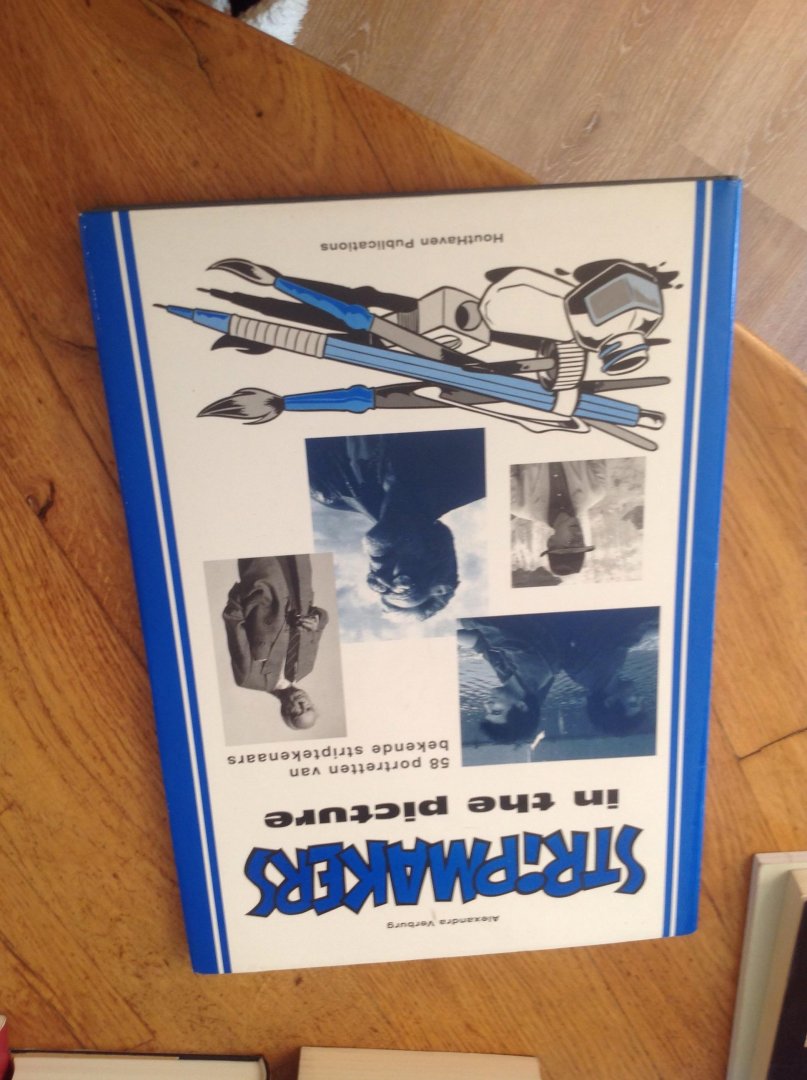 Alexandra Verburg
STRiPMAKERS
in the picture
58 portretten van
bekende striptekenaars
HoutHaven Publications